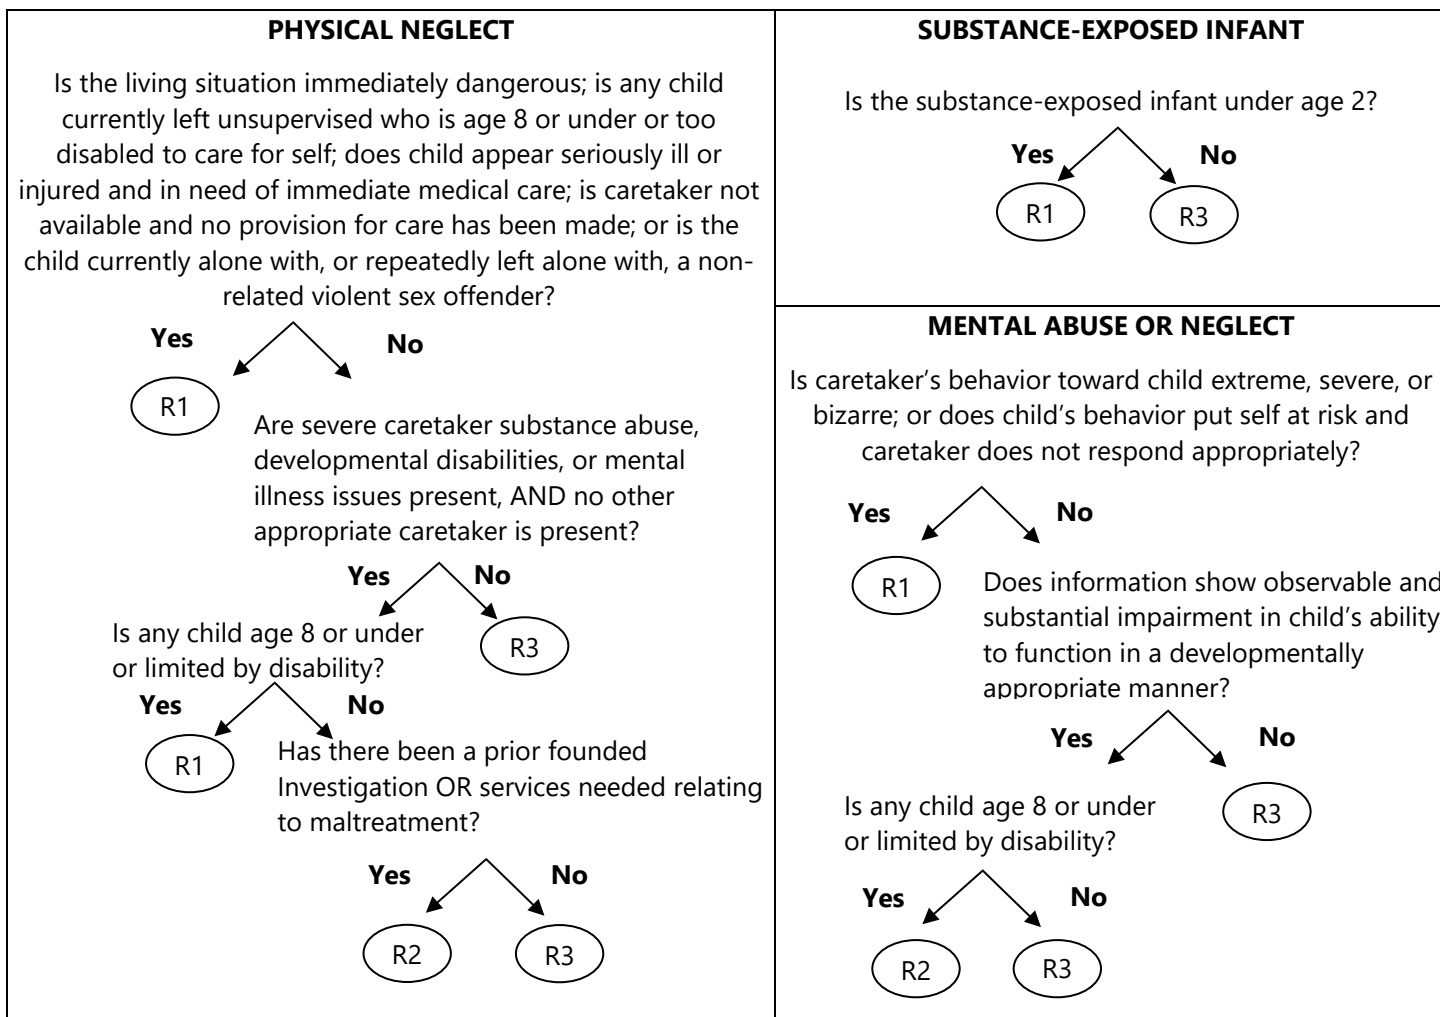 PHYSICAL NEGLECT
Is the living situation immediately dangerous; is any child
currently left unsupervised who is age 8 or under or too
disabled to care for self; does child appear seriously ill or
injured and in need of immediate medical care; is caretaker not
available and no provision for care has been made; or is the
child currently alone with, or repeatedly left alone with, a non-
related violent sex offender?
Yes
No
R1
Are severe caretaker substance abuse,
developmental disabilities, or mental
illness issues present, AND no other
appropriate caretaker is present?
Yes
No
Is any child age 8 or under
or limited by disability?
R3
Yes
No
R1
Has there been a prior founded
Investigation OR services needed relating
to maltreatment?
Yes
No
R2
R3
SUBSTANCE-EXPOSED INFANT
Is the substance-exposed infant under age 2?
Yes
No
R1
R3
MENTAL ABUSE OR NEGLECT
Is caretaker’s behavior toward child extreme, severe, or
bizarre; or does child’s behavior put self at risk and
caretaker does not respond appropriately?
Yes
No
R1
Does information show observable and
substantial impairment in child’s ability
to function in a developmentally
appropriate manner?
Yes
No
Is any child age 8 or under
or limited by disability?
R3
Yes
No
R2
R3